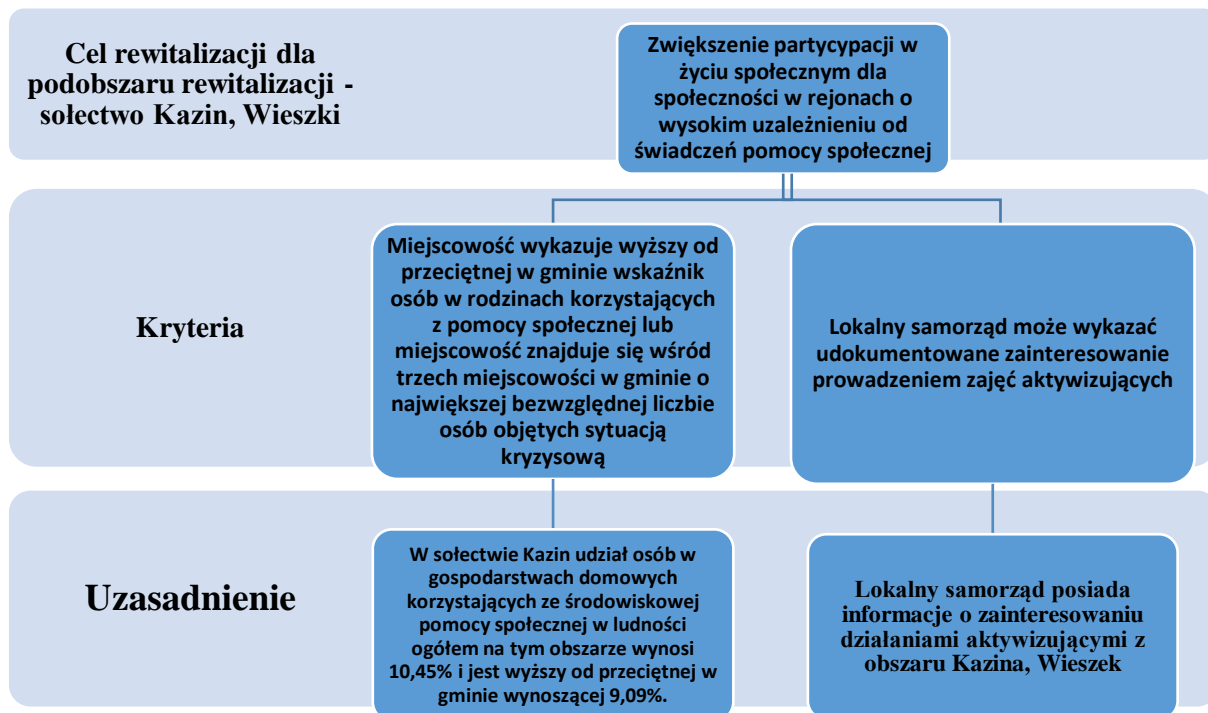 Cel rewitalizacji dla
podobszaru rewitalizacji -
sołectwo Kazin, Wieszki
Zwiększenie partycypacji w
życiu społecznym dla
społeczności w rejonach o
wysokim uzależnieniu od
świadczeń pomocy społecznej
Kryteria
Miejscowość wykazuje wyższy od
przeciętnej w gminie wskaźnik
osób w rodzinach korzystających
z pomocy społecznej lub
miejscowość znajduje się wśród
trzech miejscowości w gminie o
największej bezwzględnej liczbie
osób objętych sytuacją
kryzysową
Lokalny samorząd może wykazać
udokumentowane zainteresowanie
prowadzeniem zajęć aktywizujących
Uzasadnienie
W sołectwie Kazin udział osób w
gospodarstwach domowych
korzystających ze środowiskowej
pomocy społecznej w ludności
ogółem na tym obszarze wynosi
10,45% i jest wyższy od przeciętnej w
gminie wynoszącej 9,09%.
Lokalny samorząd posiada
informacje o zainteresowaniu
działaniami aktywizującymi z
obszaru Kazina, Wieszek